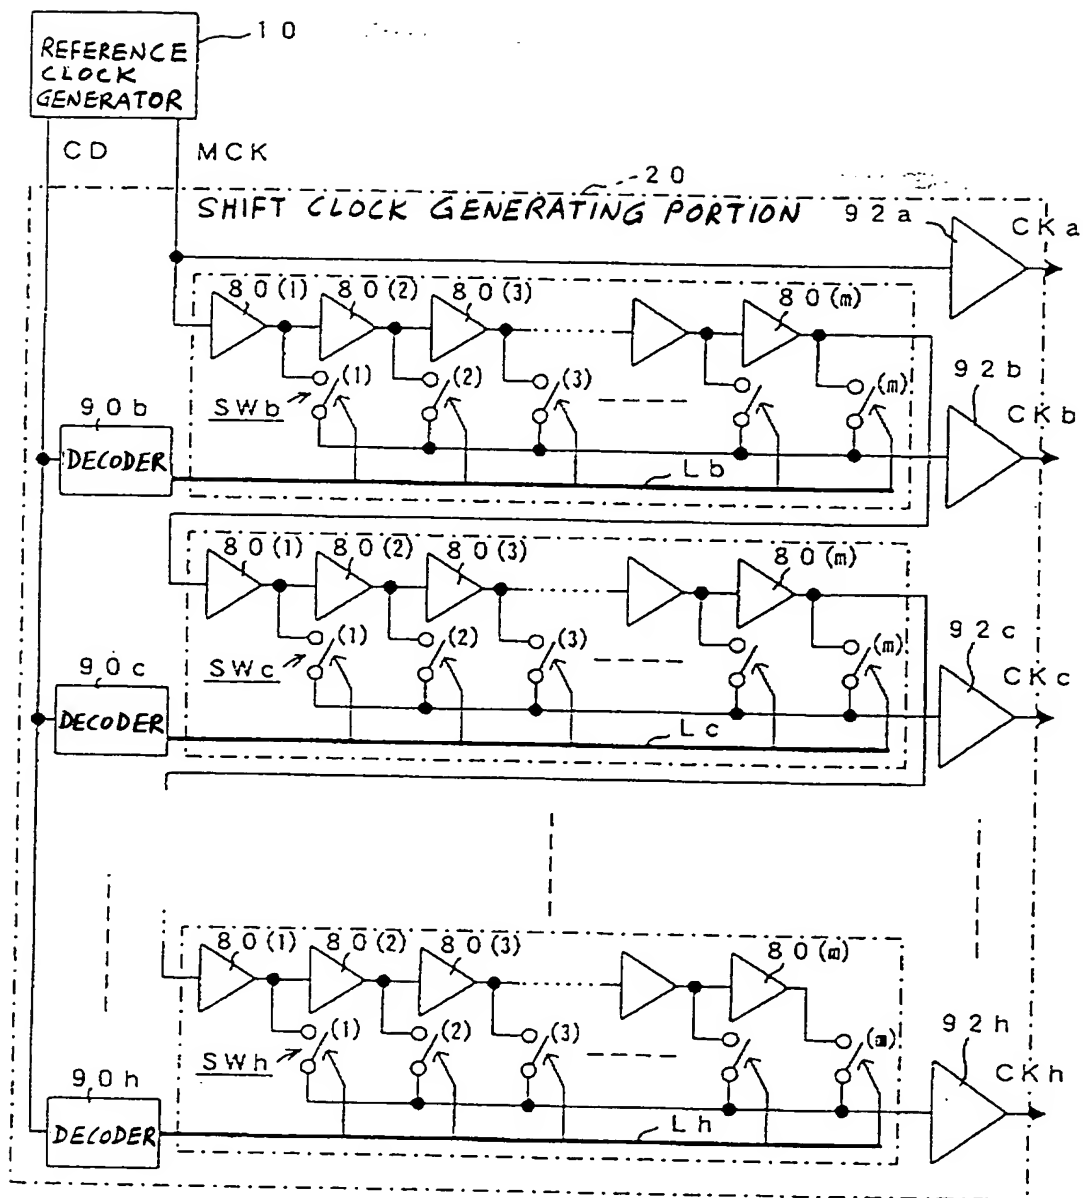 10
REFERENCE
CLOCK
GENERATOR
CD
MCK
20
SHIFT CLOCK GENERATING PORTION
92a
CKa
80(1)
80(2)
80(3)
80(m)
SWb
(1)
(2)
(3)
(m)
92b
CKb
90b
DECODER
Lb
80(1)
80(2)
80(3)
80(m)
SWc
(1)
(2)
(3)
(m)
92c
CKc
90c
DECODER
Lc
80(1)
80(2)
80(3)
80(m)
SWh
(1)
(2)
(3)
(m)
92h
CKh
90h
DECODER
Lh